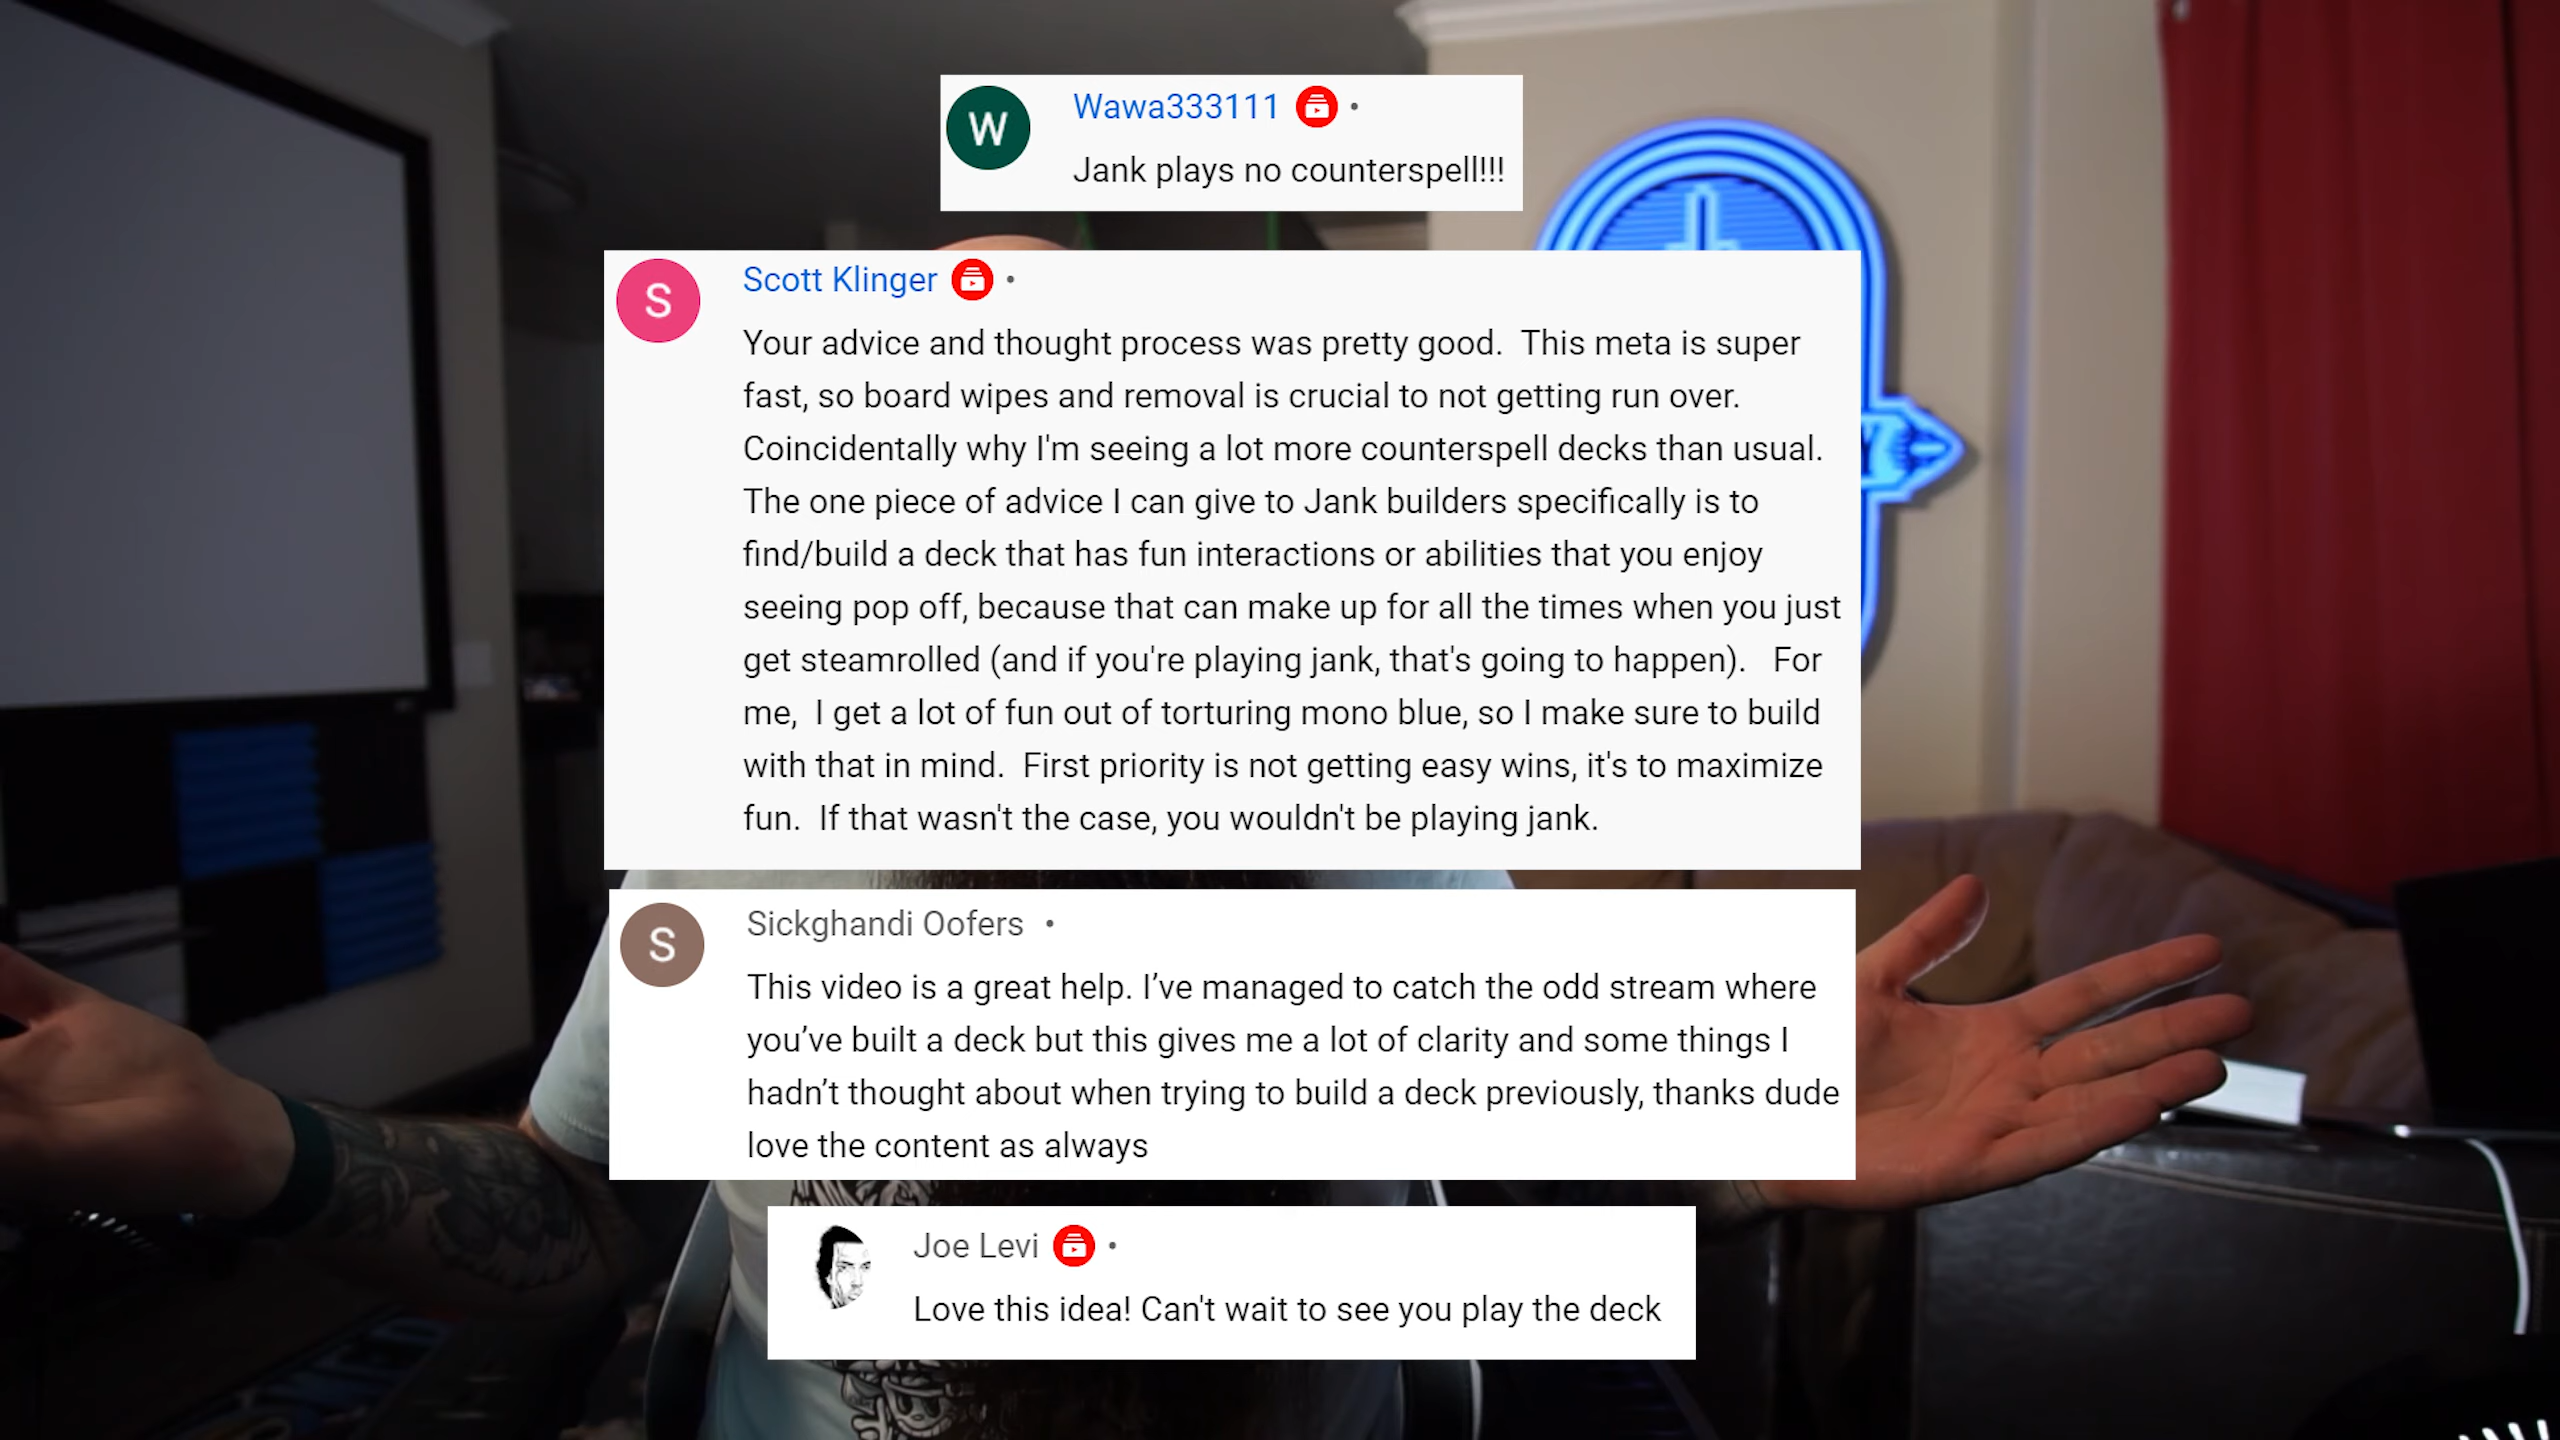 W
Wawa333111 •
Jank plays no counterspell!!!
S
Scott Klinger •
Your advice and thought process was pretty good.  This meta is super
fast, so board wipes and removal is crucial to not getting run over.
Coincidentally why I'm seeing a lot more counterspell decks than usual.
The one piece of advice I can give to Jank builders specifically is to
find/build a deck that has fun interactions or abilities that you enjoy
seeing pop off, because that can make up for all the times when you just
get steamrolled (and if you're playing jank, that's going to happen).   For
me,  I get a lot of fun out of torturing mono blue, so I make sure to build
with that in mind.  First priority is not getting easy wins, it's to maximize
fun.  If that wasn't the case, you wouldn't be playing jank.
S
Sickghandi Oofers •
This video is a great help. I’ve managed to catch the odd stream where
you’ve built a deck but this gives me a lot of clarity and some things I
hadn’t thought about when trying to build a deck previously, thanks dude
love the content as always
Joe Levi •
Love this idea! Can't wait to see you play the deck